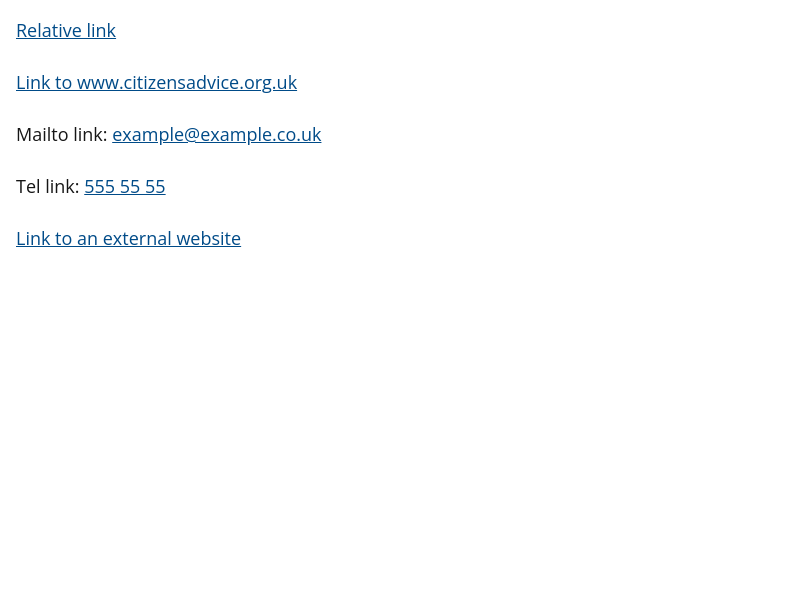 Relative link
Link to www.citizensadvice.org.uk
Mailto link: example@example.co.uk
Tel link: 555 55 55
Link to an external website